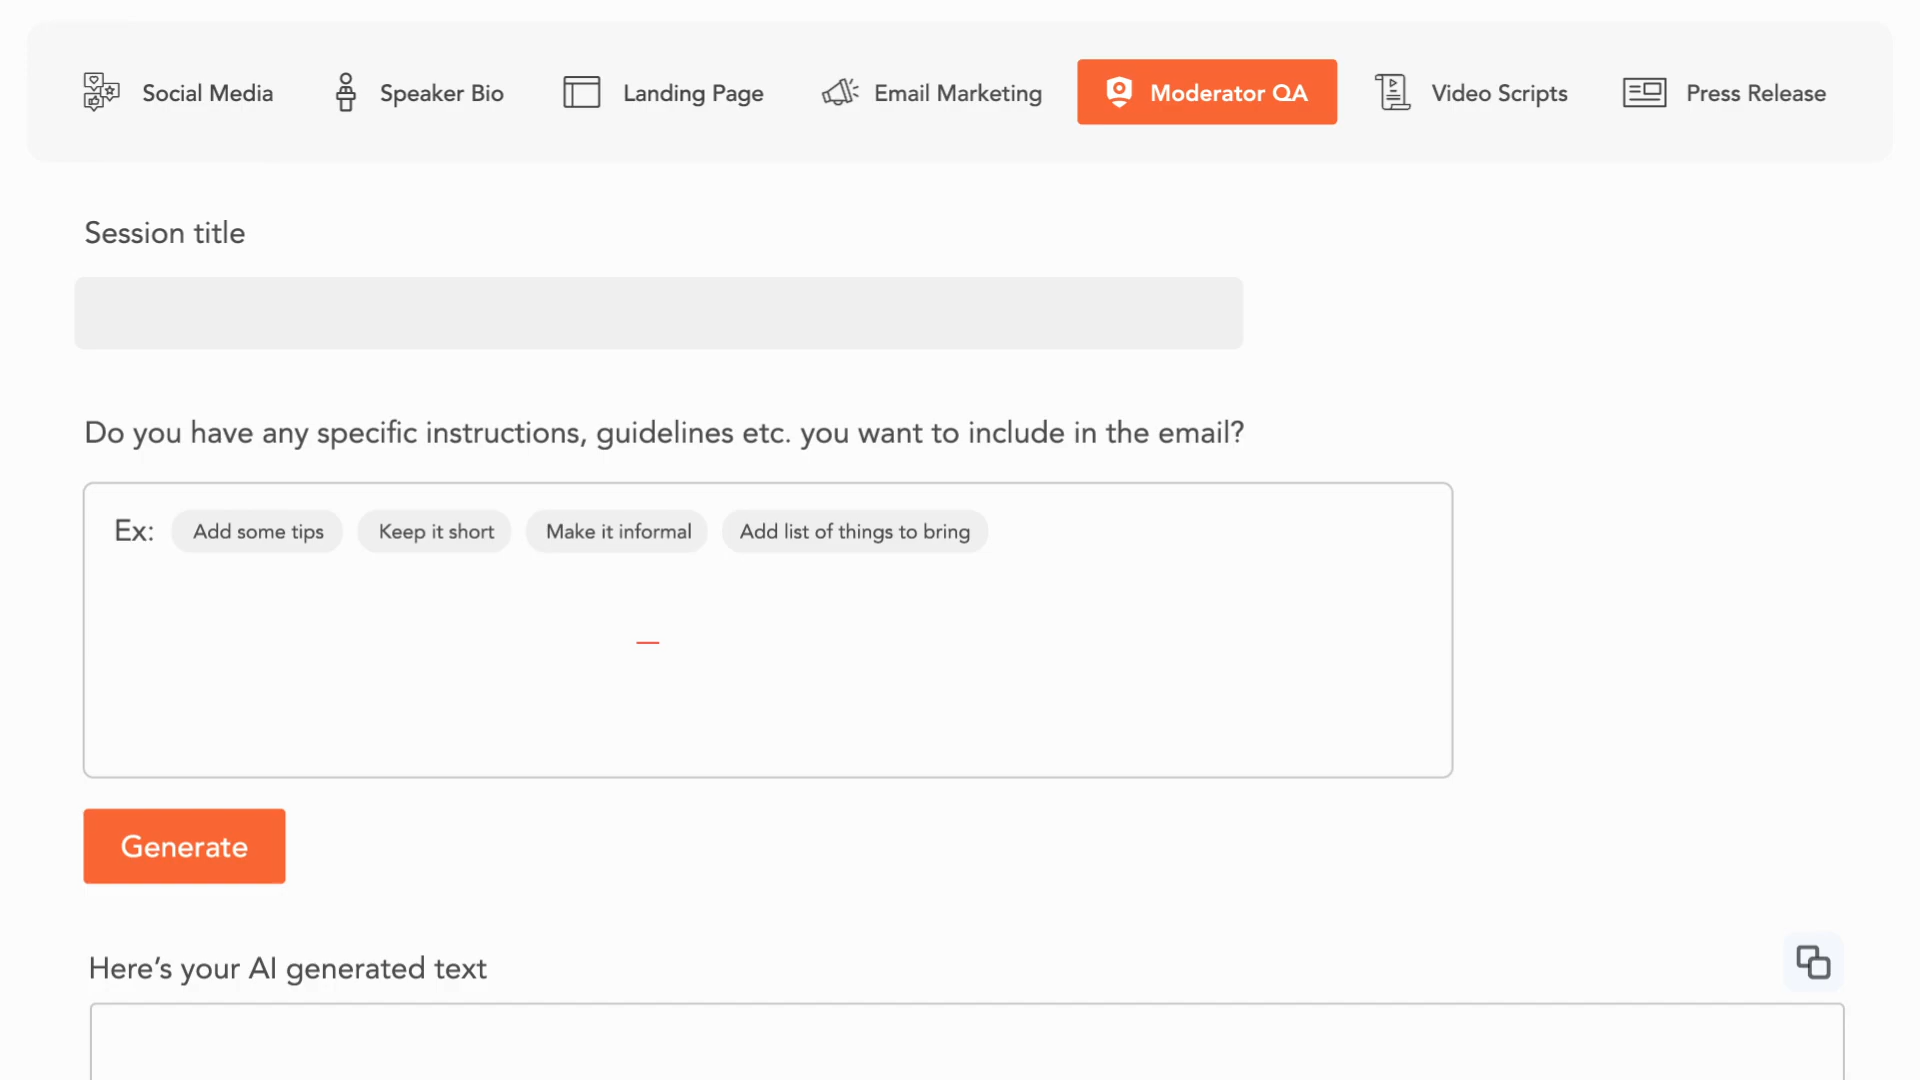 Social Media Speaker Bio Landing Page Email Marketing Moderator QA Video Scripts Press Release
Session title
Do you have any specific instructions, guidelines etc. you want to include in the email?
Ex: Add some tips Keep it short Make it informal Add list of things to bring
Generate
Here’s your AI generated text